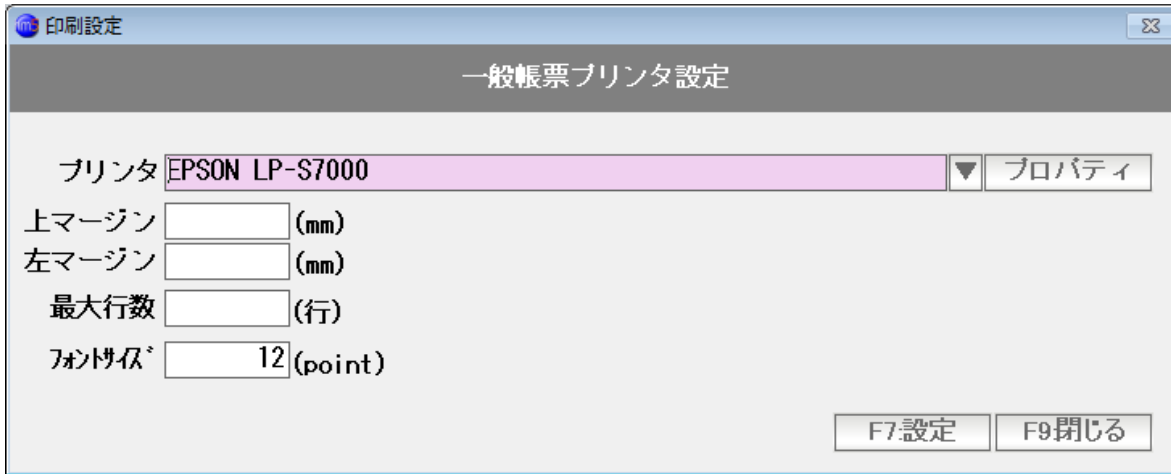 印刷設定
一般帳票プリンタ設定
プリンタ EPSON LP-S7000 ▼ プロパティ
上マージン (mm)
左マージン (mm)
最大行数 (行)
ﾌｫﾝﾄｻｲｽﾞ 12 (point)
F7:設定 F9:閉じる